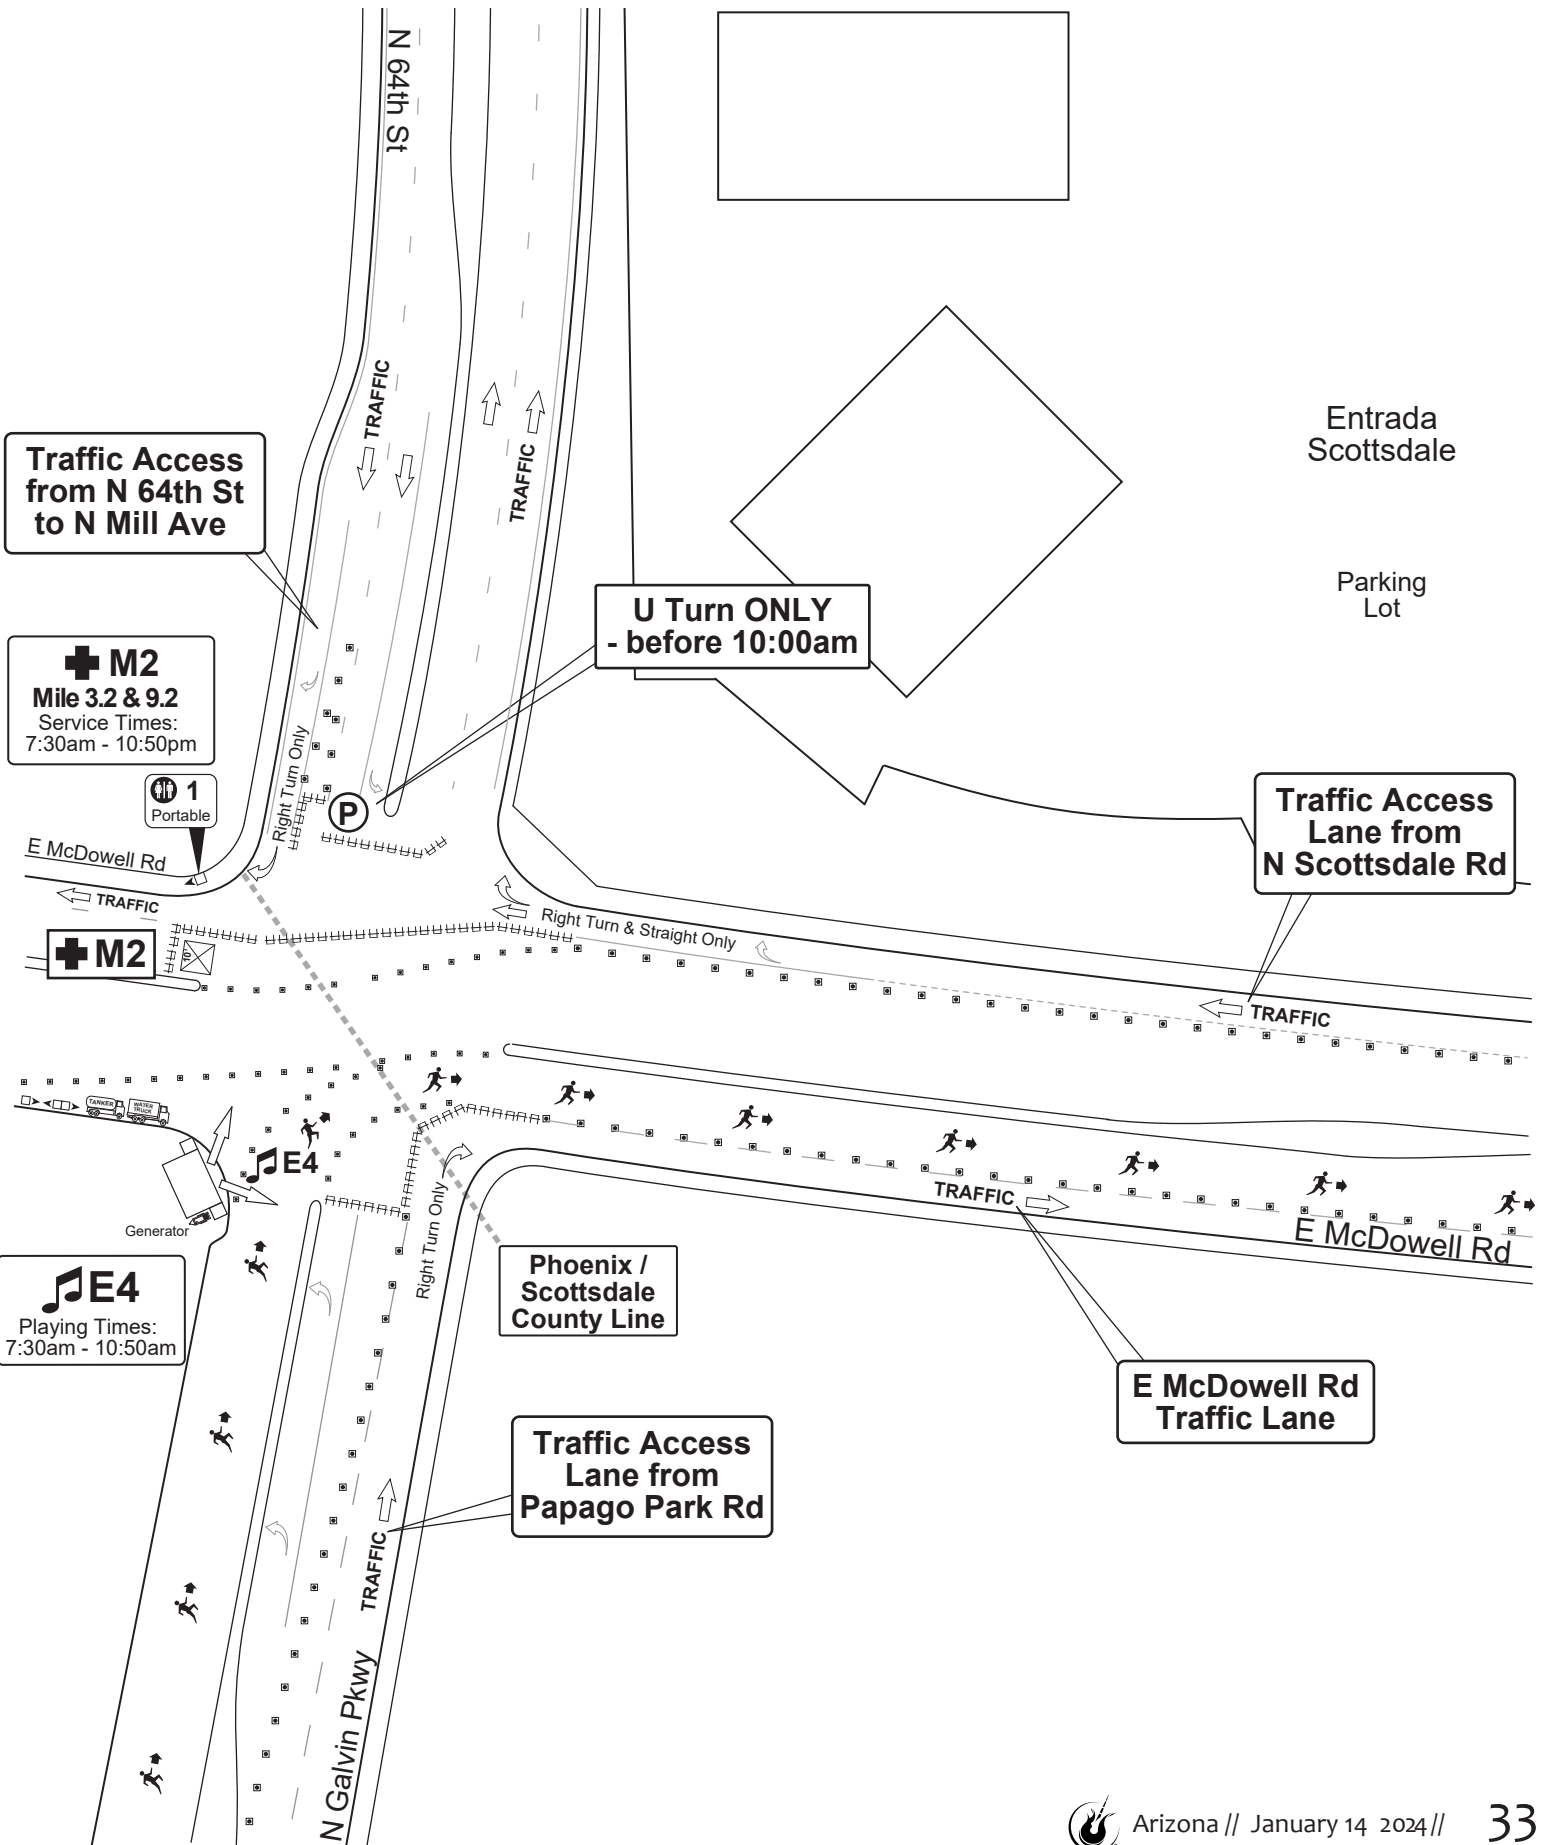 N 64th St
TRAFFIC
TRAFFIC
Entrada
Scottsdale
Traffic Access
from N 64th St
to N Mill Ave
Parking
Lot
U Turn ONLY
- before 10:00am
M2
Mile 3.2 & 9.2
Service Times:
7:30am - 10:50pm
Right Turn Only
1
Portable
P
Traffic Access
Lane from
N Scottsdale Rd
E McDowell Rd
TRAFFIC
Right Turn & Straight Only
M2
10'
TRAFFIC
TANKER
WATER
TRUCK
E4
Generator
Right Turn Only
TRAFFIC
E McDowell Rd
Phoenix /
Scottsdale
County Line
E4
Playing Times:
7:30am - 10:50am
E McDowell Rd
Traffic Lane
Traffic Access
Lane from
Papago Park Rd
TRAFFIC
N Galvin Pkwy
Arizona // January 14 2024// 33